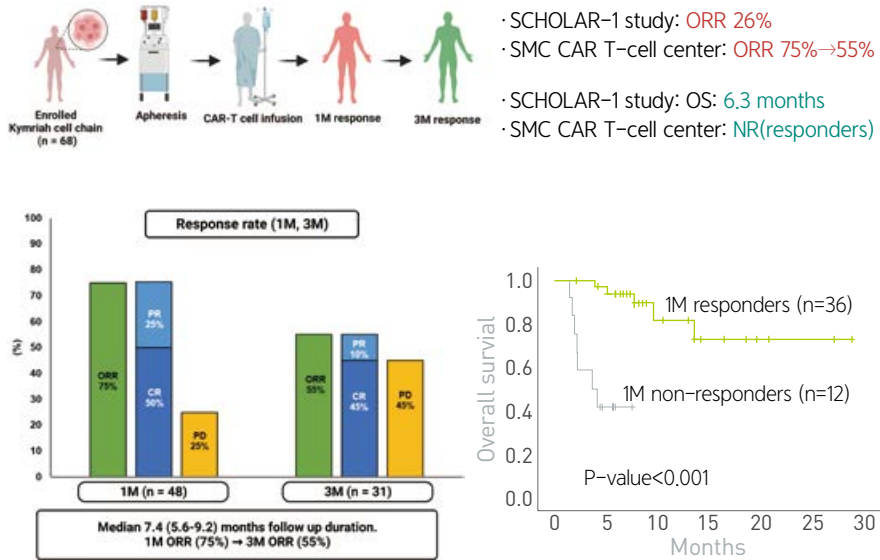 · SCHOLAR-1 study: ORR 26%
· SMC CAR T-cell center: ORR 75%→55%
· SCHOLAR-1 study: OS: 6.3 months
· SMC CAR T-cell center: NR(responders)
Enrolled
Kymriah cell chain
(n = 68)
Apheresis
CAR-T cell infusion
1M response
3M response
Response rate (1M, 3M)
(%)
100
90
80
70
60
50
40
30
20
10
0
ORR
75%
PR
25%
CR
50%
PD
25%
ORR
55%
PR
10%
CR
45%
PD
45%
1M (n = 48)
3M (n = 31)
Median 7.4 (5.6-9.2) months follow up duration.
1M ORR (75%) → 3M ORR (55%)
Overall survial
1.0
0.8
0.6
0.4
0.2
0.0
1M responders (n=36)
1M non-responders (n=12)
P-value<0.001
0 5 10 15 20 25 30
Months